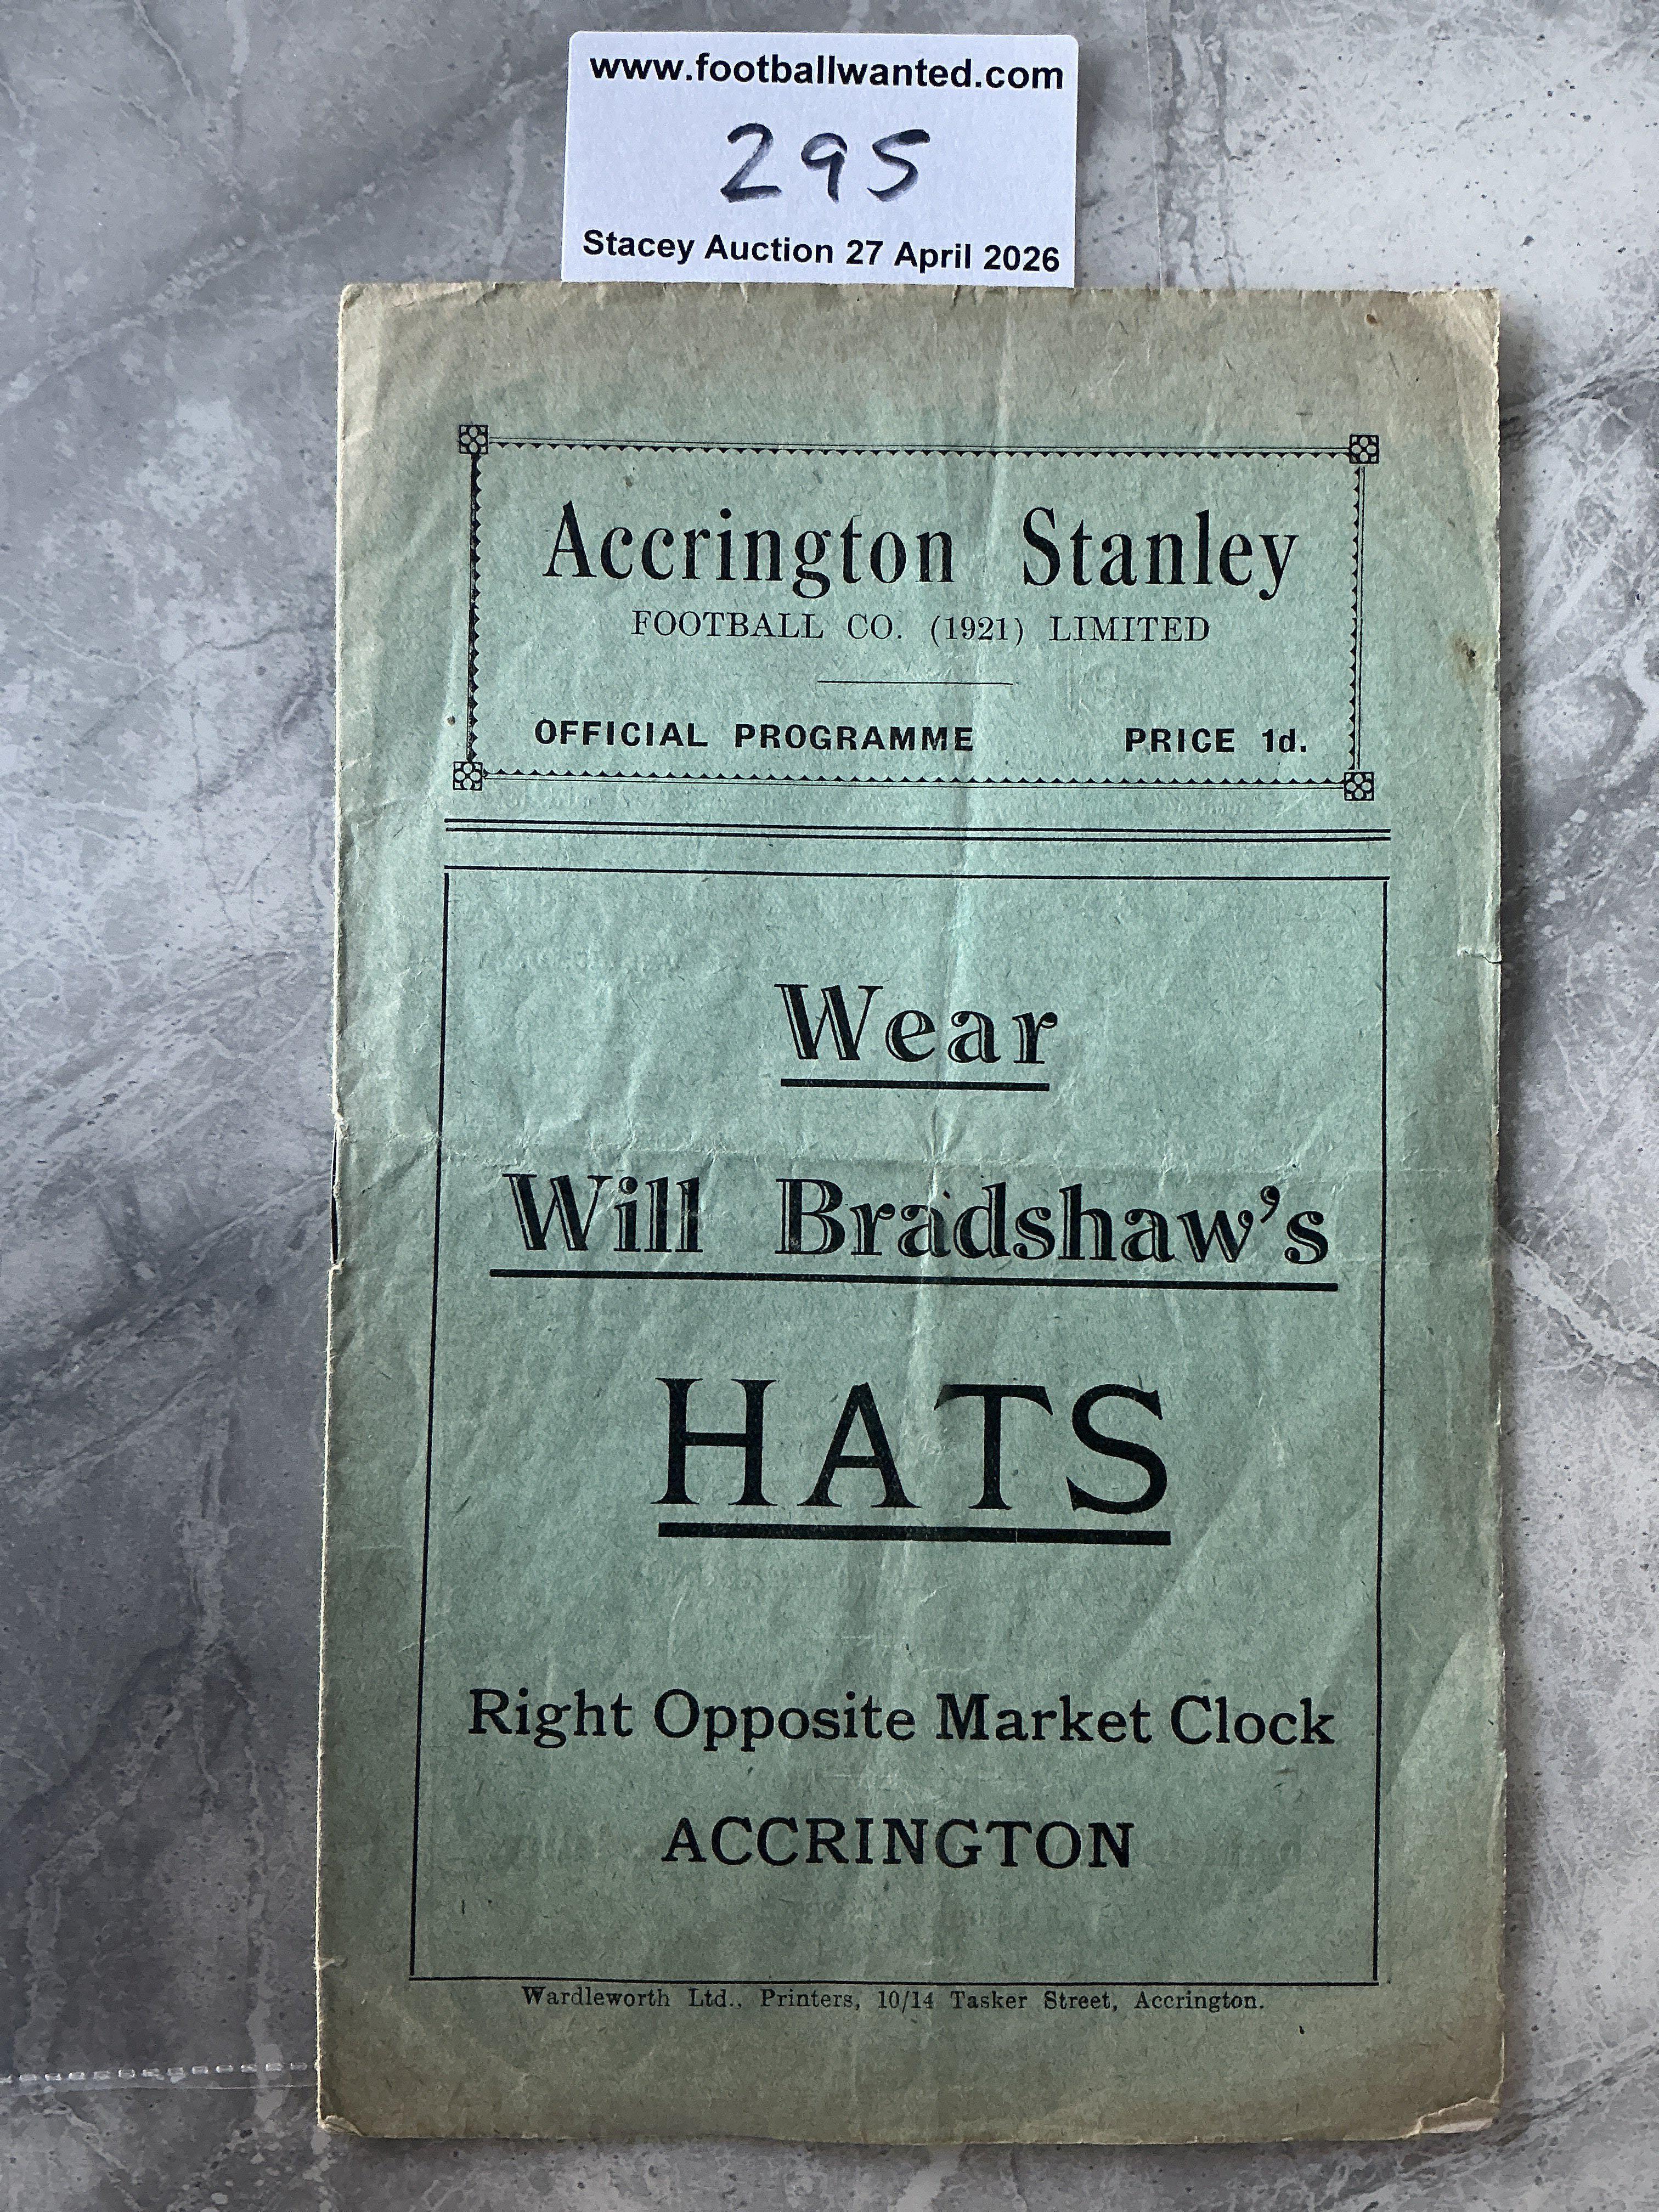 www.footballwanted.com
295
Stacey Auction 27 April 2026
Accrington Stanley
FOOTBALL CO. (1921) LIMITED
OFFICIAL PROGRAMME PRICE 1d.
Wear
Will Bradshaw's
HATS
Right Opposite Market Clock
ACCRINGTON
Wardleworth Ltd., Printers, 10/14 Tasker Street, Accrington.